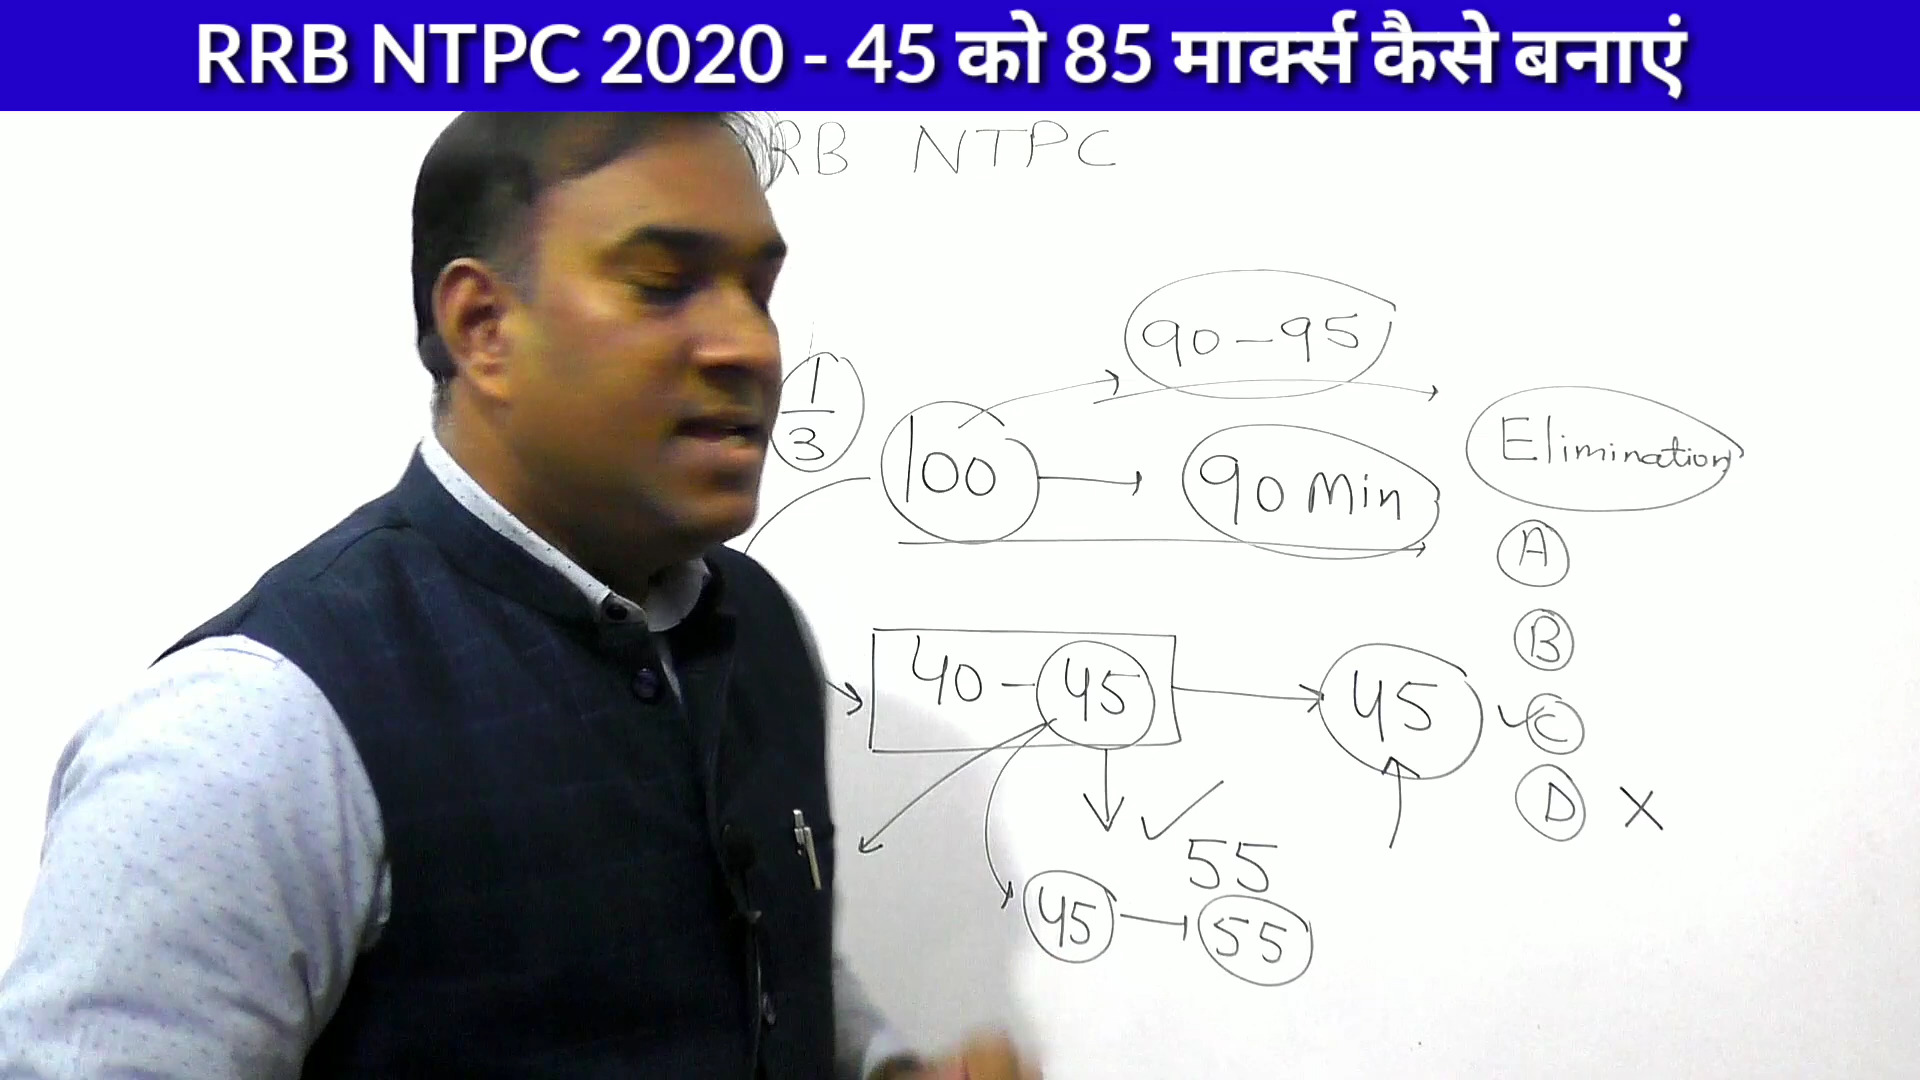 RRB NTPC 2020 - 45 को 85 मार्क्स कैसे बनाएं
RB NTPC
90-95
1/3
100
90 Min
Elimination
A
B
40-45
45
C
D X
55
45
55